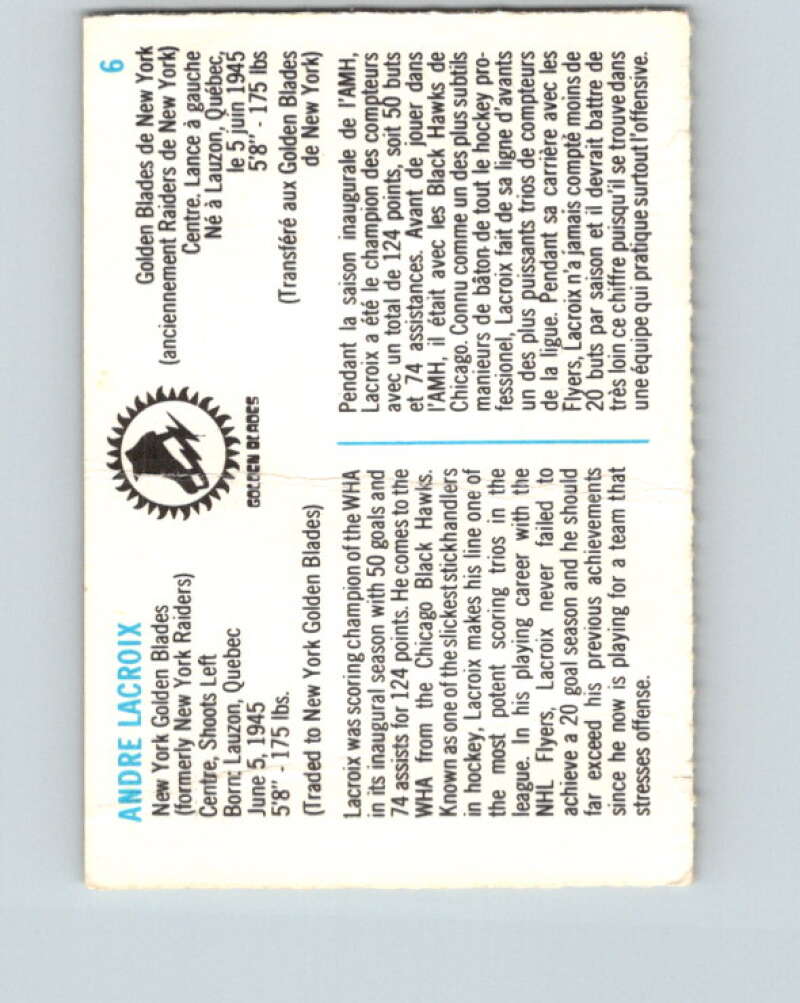 ANDRE LACROIX
New York Golden Blades
(formerly New York Raiders)
Centre, Shoots Left
Born: Lauzon, Quebec
June 5, 1945
5'8" - 175 lbs.
(Traded to New York Golden Blades)
GOLDEN BLADES
6
Golden Blades de New York
(anciennement Raiders de New York)
Centre, Lance à gauche
Né à Lauzon, Québec,
le 5 juin 1945
5'8" - 175 lbs
(Transféré aux Golden Blades
de New York)
Lacroix was scoring champion of the WHA
in its inaugural season with 50 goals and
74 assists for 124 points. He comes to the
WHA from the Chicago Black Hawks.
Known as one of the slickest stickhandlers
in hockey, Lacroix makes his line one of
the most potent scoring trios in the
league. In his playing career with the
NHL Flyers, Lacroix never failed to
achieve a 20 goal season and he should
far exceed his previous achievements
since he now is playing for a team that
stresses offense.
Pendant la saison inaugurale de l'AMH,
Lacroix a été le champion des compteurs
avec un total de 124 points, soit 50 buts
et 74 assistances. Avant de jouer dans
l'AMH, il était avec les Black Hawks de
Chicago. Connu comme un des plus subtils
manieurs de bâton de tout le hockey pro-
fessionel, Lacroix fait de sa ligne d'avants
un des plus puissants trios de compteurs
de la ligue. Pendant sa carrière avec les
Flyers, Lacroix n'a jamais compté moins de
20 buts par saison et il devrait battre de
très loin ce chiffre puisqu'il se trouve dans
une équipe qui pratique surtout l'offensive.